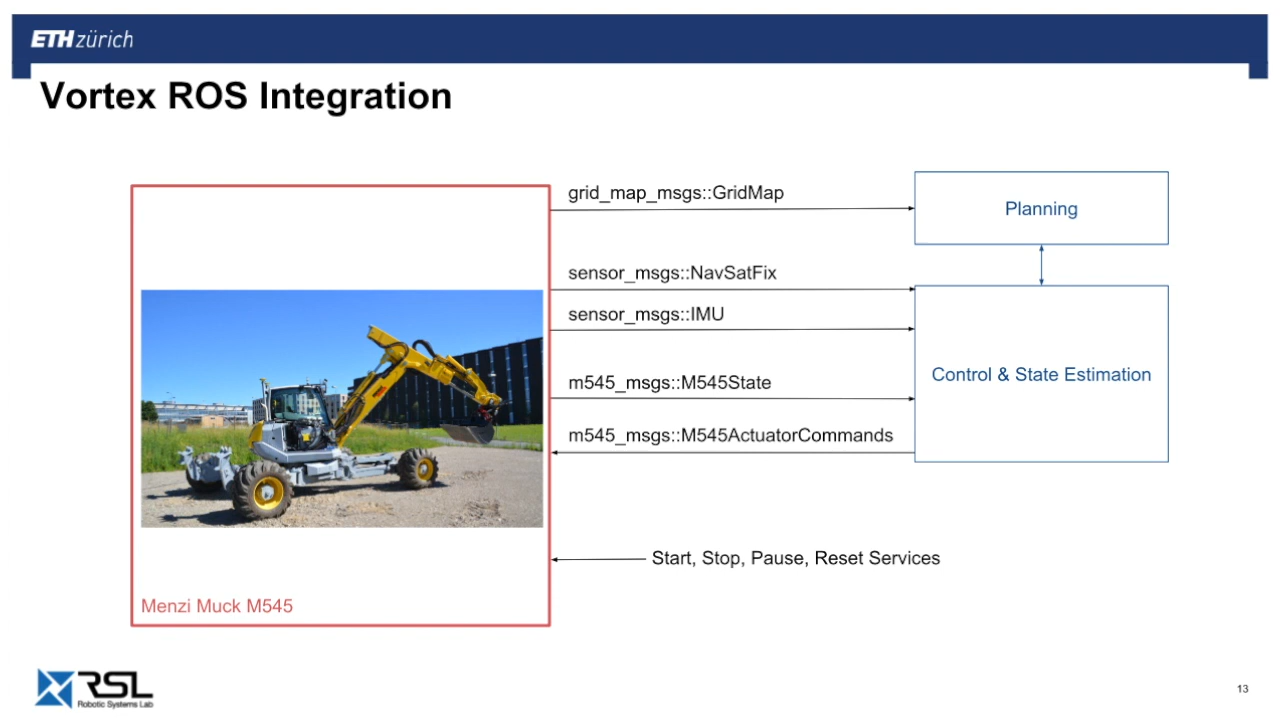 ETH zürich
Vortex ROS Integration
grid_map_msgs::GridMap
Planning
sensor_msgs::NavSatFix
sensor_msgs::IMU
Control & State Estimation
m545_msgs::M545State
m545_msgs::M545ActuatorCommands
Start, Stop, Pause, Reset Services
Menzi Muck M545
RSL
Robotic Systems Lab
13